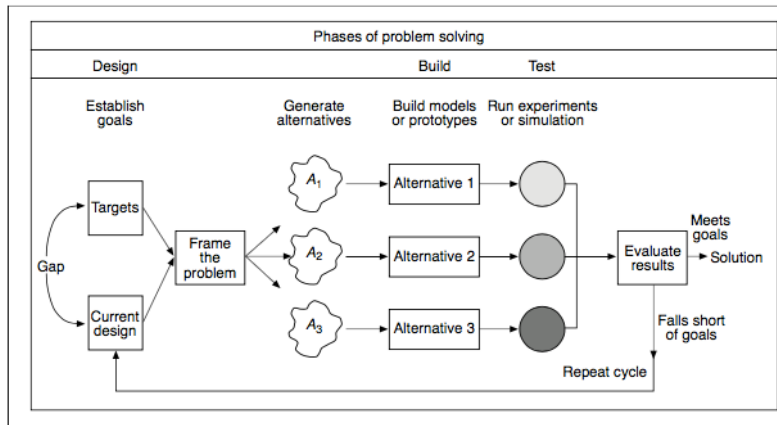 Phases of problem solving
Design Build Test
Establish goals
Generate alternatives
Build models or prototypes
Run experiments or simulation
Targets
Gap
Current design
Frame the problem
A1
A2
A3
Alternative 1
Alternative 2
Alternative 3
Evaluate results
Meets goals
Solution
Falls short of goals
Repeat cycle